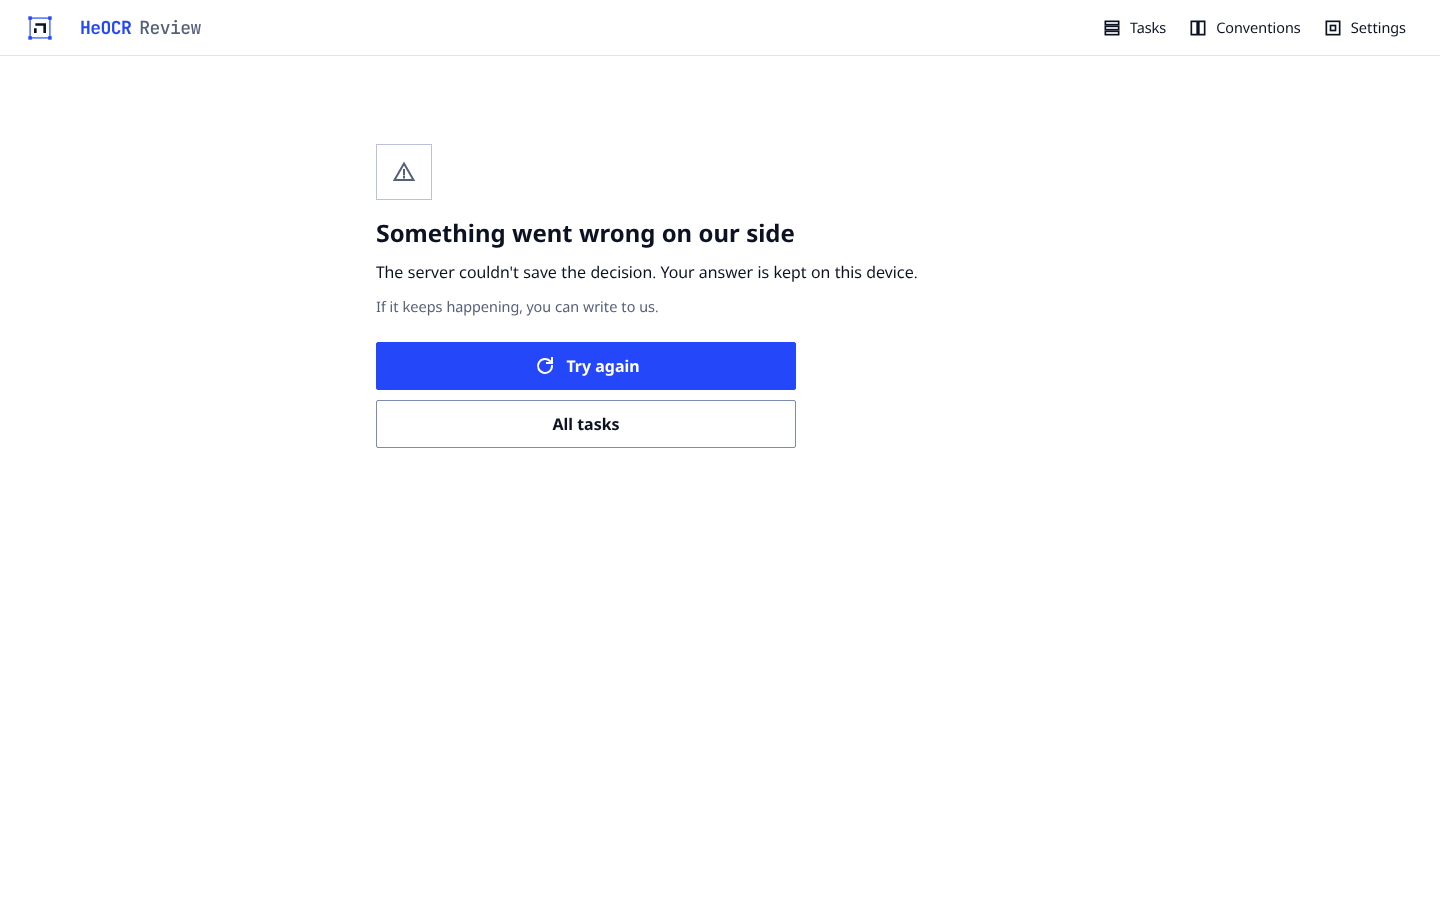 HeOCR Review
Tasks
Conventions
Settings
Something went wrong on our side
The server couldn't save the decision. Your answer is kept on this device.
If it keeps happening, you can write to us.
Try again
All tasks